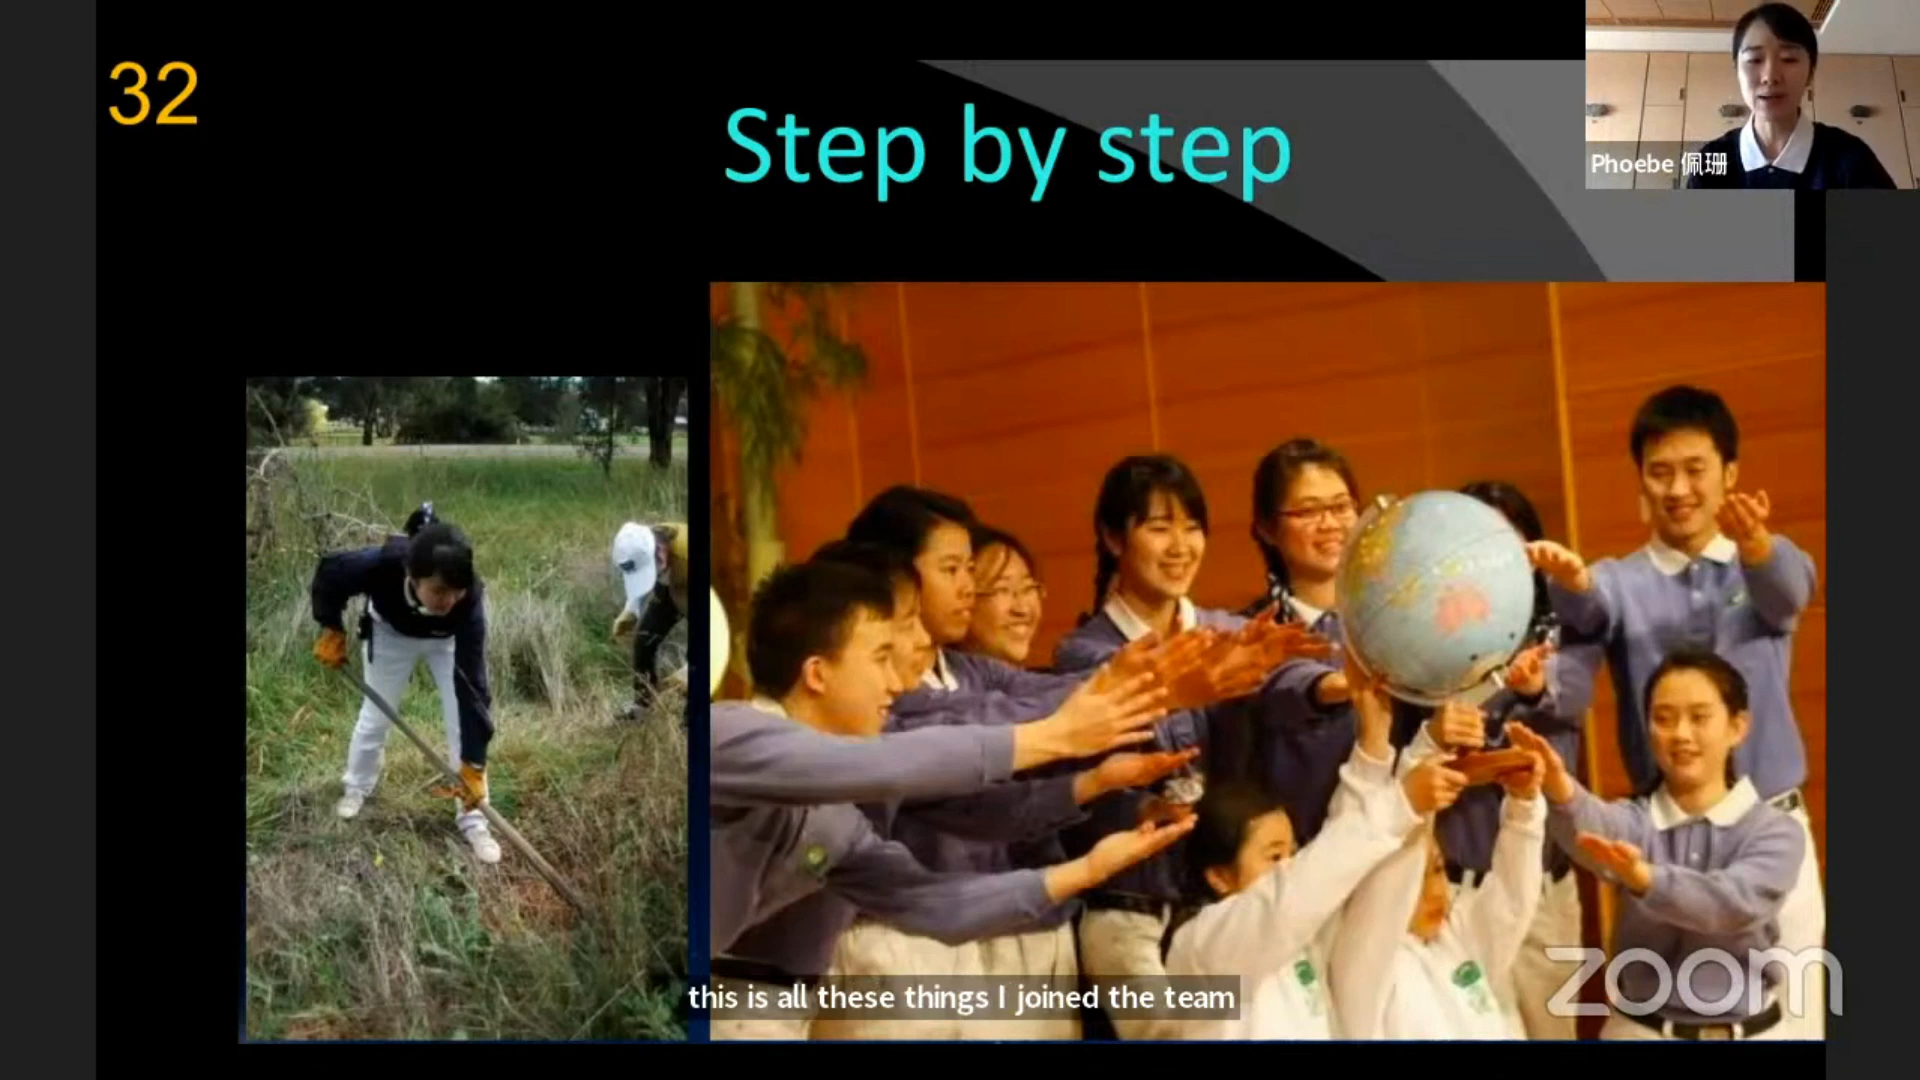 32
Step by step
Phoebe 佩珊
this is all these things I joined the team
zoom